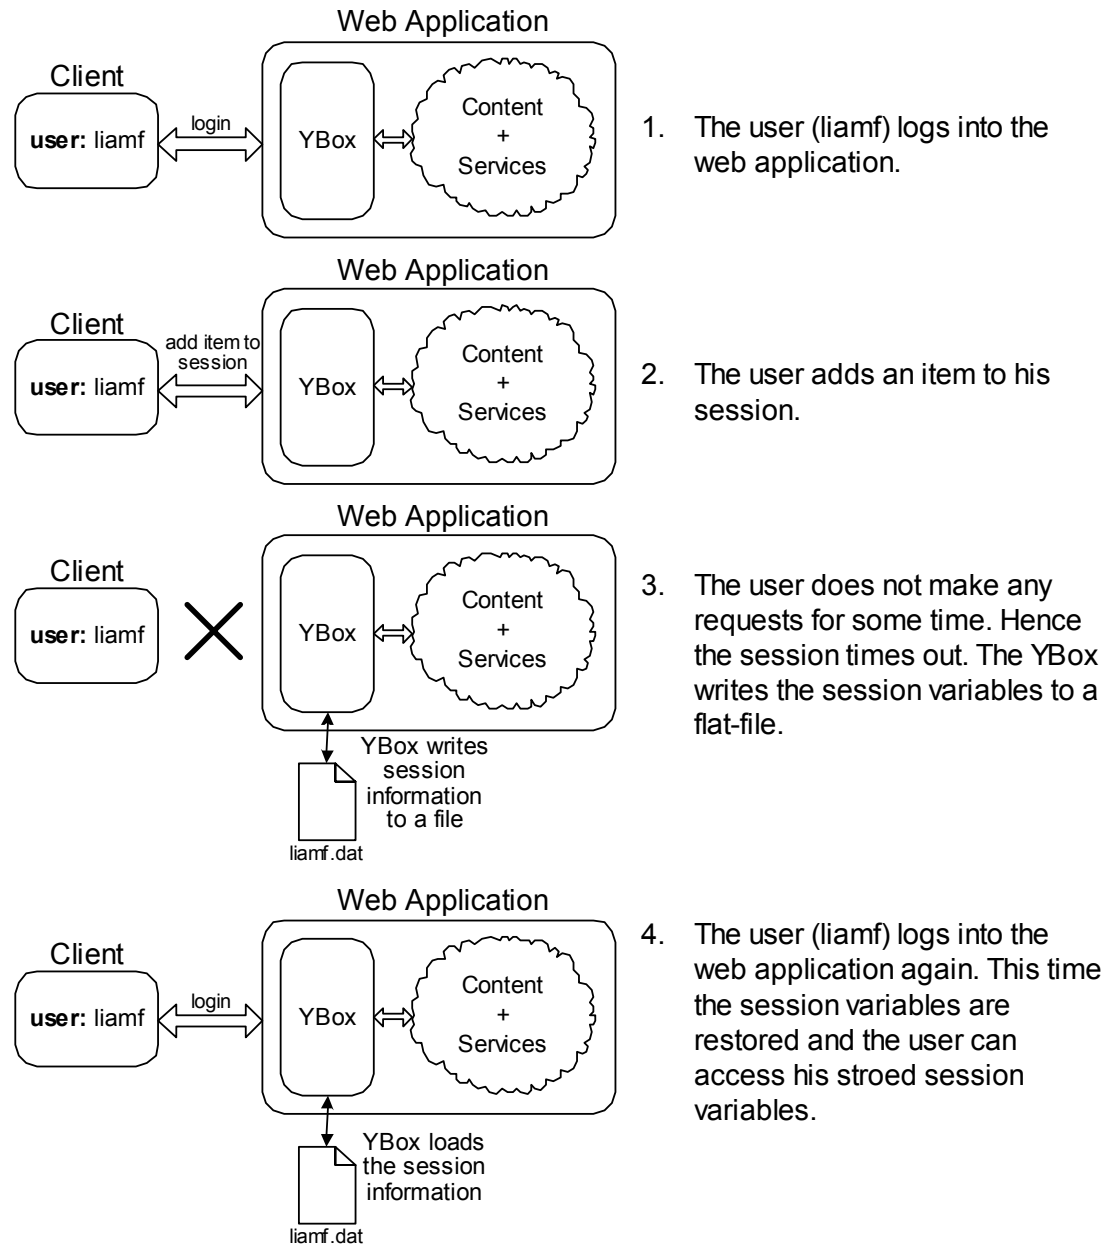 Web Application
Client
user: liamf
login
YBox
Content
+
Services
1. The user (liamf) logs into the
web application.
Web Application
Client
user: liamf
add item to
session
YBox
Content
+
Services
2. The user adds an item to his
session.
Web Application
Client
user: liamf
YBox
Content
+
Services
YBox writes
session
information
to a file
liamf.dat
3. The user does not make any
requests for some time. Hence
the session times out. The YBox
writes the session variables to a
flat-file.
Web Application
Client
user: liamf
login
YBox
Content
+
Services
YBox loads
the session
information
liamf.dat
4. The user (liamf) logs into the
web application again. This time
the session variables are
restored and the user can
access his stroed session
variables.